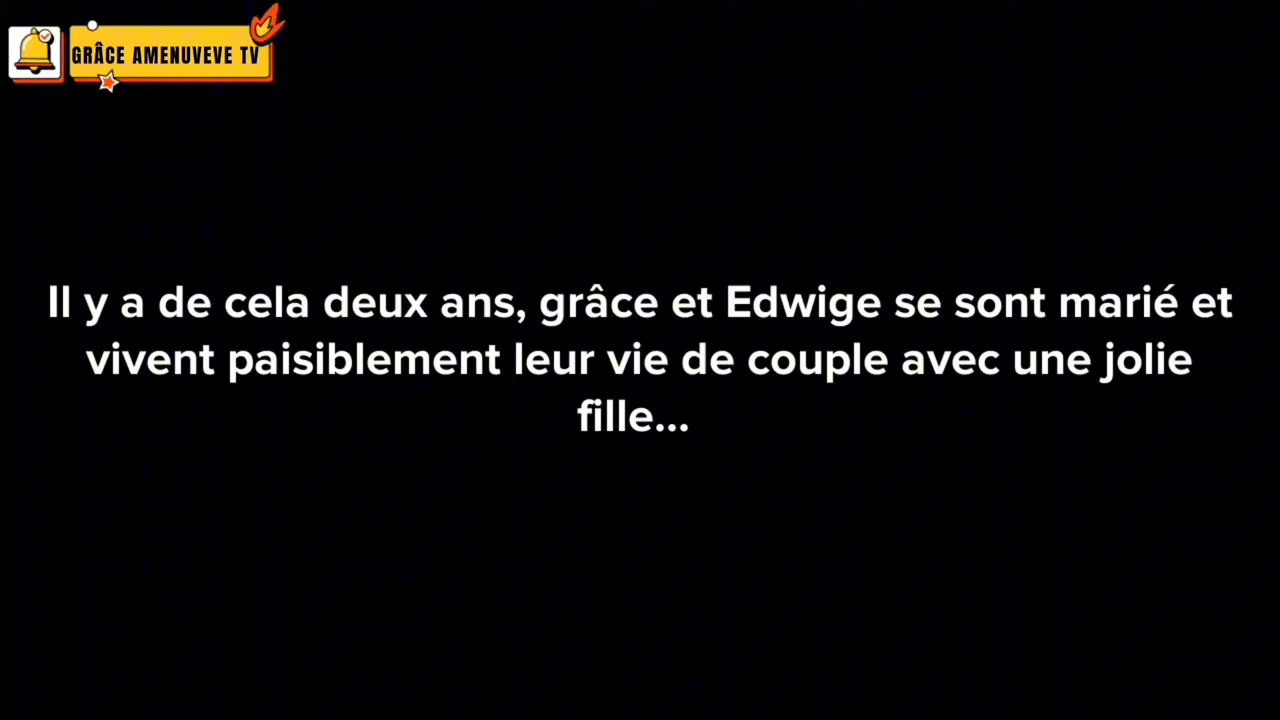 GRÂCE AMENUVEVE TV
Il y a de cela deux ans, grâce et Edwige se sont marié et
vivent paisiblement leur vie de couple avec une jolie
fille...